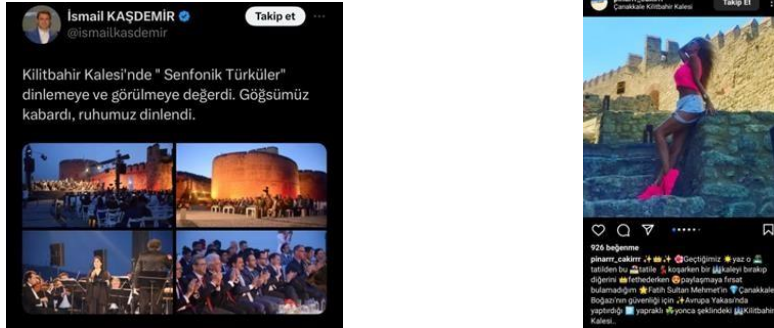 İsmail KAŞDEMİR
@ismailkasdemir
Takip et
Kilitbahir Kalesi'nde " Senfonik Türküler"
dinlemeye ve görülmeye değerdi. Göğsümüz
kabardı, ruhumuz dinlendi.
Çanakkale Kilitbahir Kalesi
Takip Et
926 beğenme
pinarrr_cakirrr Geçtiğimiz yaz o
tatilden bu tatile koşarken bir kaleyi bırakıp
diğerini fethederken paylaşmaya fırsat
bulamadığım Fatih Sultan Mehmet'in Çanakkale
Boğazı'nın güvenliği için Avrupa Yakası'nda
yaptırdığı yapraklı yonca şeklindeki Kilitbahir
Kalesi..